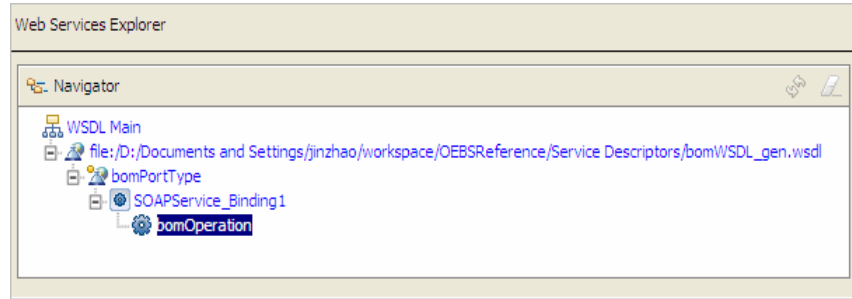 Web Services Explorer
Navigator
WSDL Main
file:/D:/Documents and Settings/jinzhao/workspace/OEBSReference/Service Descriptors/bomWSDL_gen.wsdl
bomPortType
SOAPService_Binding1
bomOperation